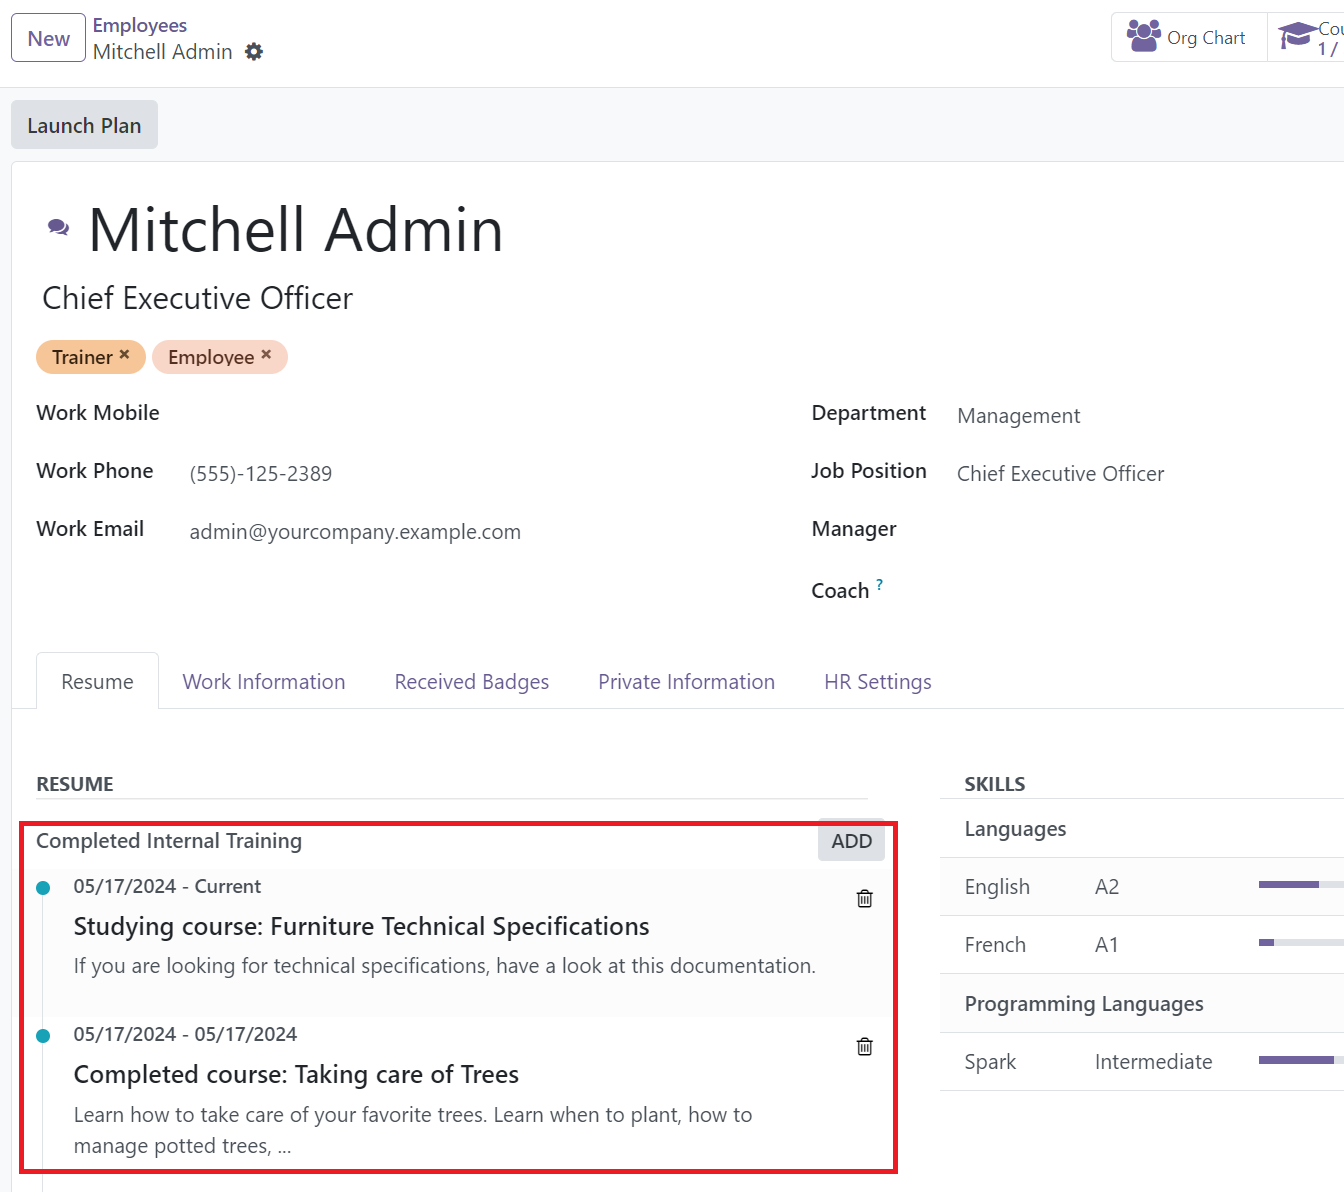 New
Employees
Mitchell Admin
Org Chart
1 /
Launch Plan
Mitchell Admin
Chief Executive Officer
Trainer × Employee ×
Work Mobile
Department Management
Work Phone (555)-125-2389
Job Position Chief Executive Officer
Work Email admin@yourcompany.example.com
Manager
Coach ?
Resume Work Information Received Badges Private Information HR Settings
RESUME
Completed Internal Training ADD
05/17/2024 - Current
Studying course: Furniture Technical Specifications
If you are looking for technical specifications, have a look at this documentation.
05/17/2024 - 05/17/2024
Completed course: Taking care of Trees
Learn how to take care of your favorite trees. Learn when to plant, how to
manage potted trees, ...
SKILLS
Languages
English A2
French A1
Programming Languages
Spark Intermediate